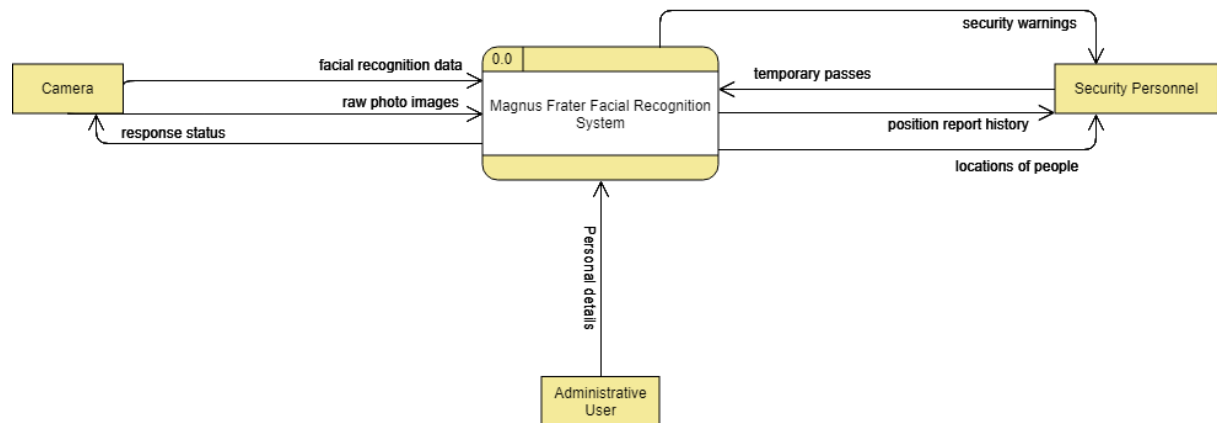 security warnings
0.0
facial recognition data
temporary passes
Camera
Security Personnel
raw photo images
Magnus Frater Facial Recognition
System
position report history
response status
locations of people
Personal details
Administrative
User